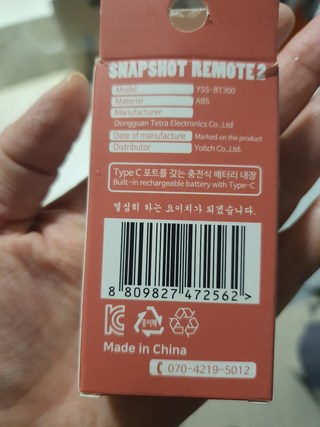 SNAPSHOT REMOTE 2
Model YSS-BT300
Material ABS
Manufacturer
Dongguan Tetra Electronics Co.,Ltd
Date of manufacture Marked on the product
Distributor Yoitch Co.,Ltd.
Type C 포트를 갖는 충전식 배터리 내장
Built-in rechargeable battery with Type-C
열심히 하는 요이치가 되겠습니다.
8 809827 472562 >
종이팩
Made in China
070-4219-5012